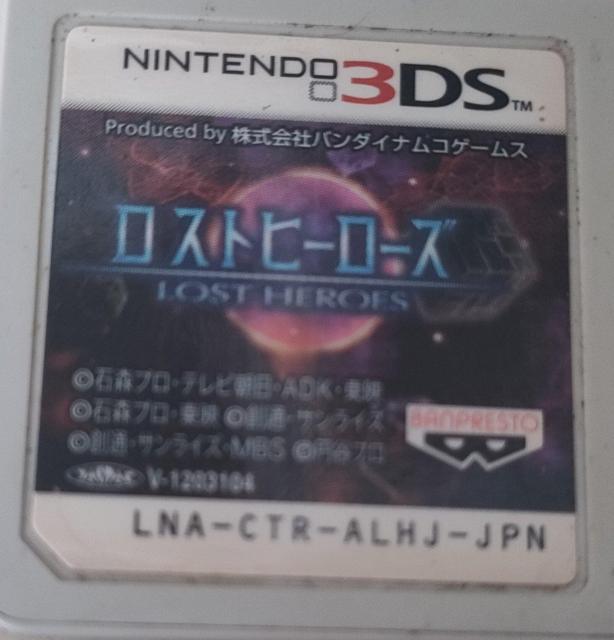 NINTENDO 3DS™
Produced by 株式会社バンダイナムコゲームス
ロストヒーローズ
LOST HEROES
©石森プロ・テレビ朝日・ADK・東映
©石森プロ・東映 ©創通・サンライズ
©創通・サンライズ・MBS ©円谷プロ
BANPRESTO
V-1203104
LNA-CTR-ALHJ-JPN